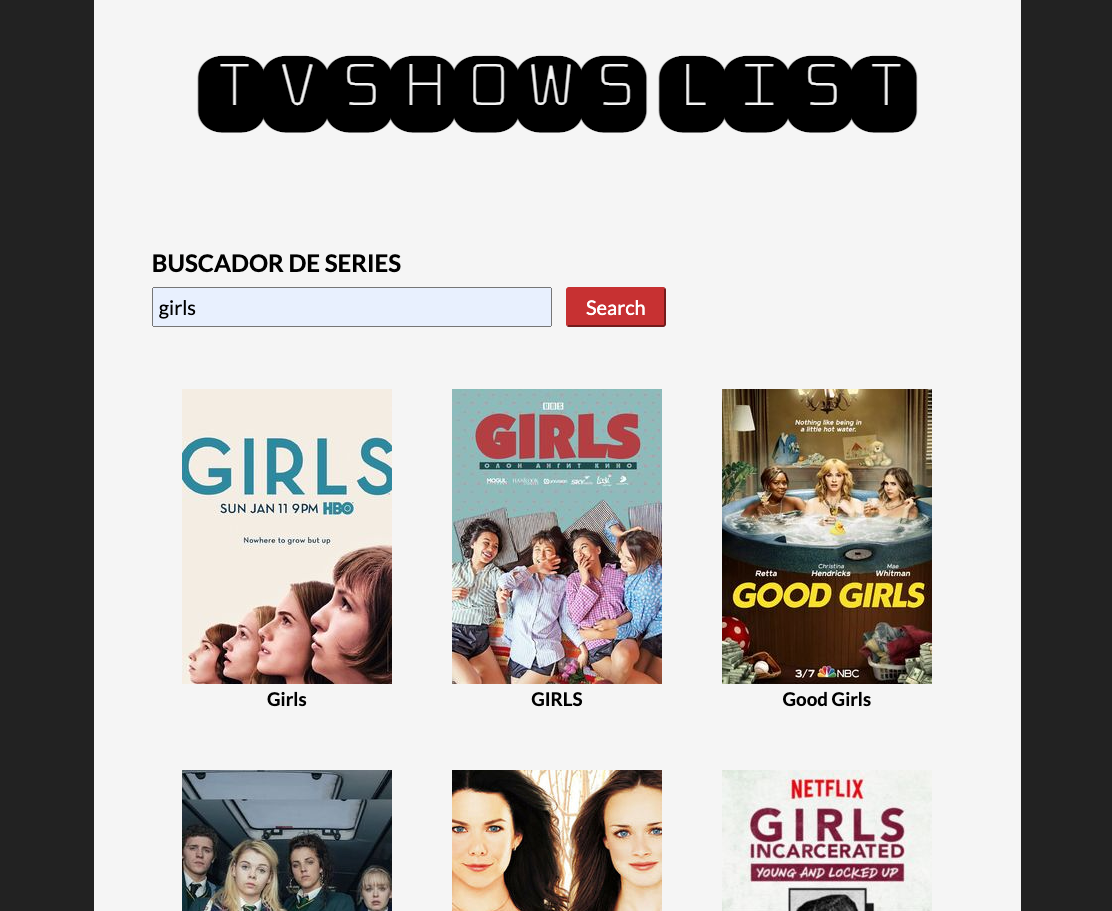 TVSHOWS LIST
BUSCADOR DE SERIES
girls
Search
GIRLS
SUN JAN 11 9PM HBO
Nowhere to grow but up
Girls
GIRLS
ОЛОН АНГИТ КИНО
MOGUL
SKY
GIRLS
Nothing like being in
a little hot water.
Retta
Christina
Hendricks
Mae
Whitman
GOOD GIRLS
3/7 NBC
Good Girls
NETFLIX
GIRLS
INCARCERATED
YOUNG AND LOCKED UP